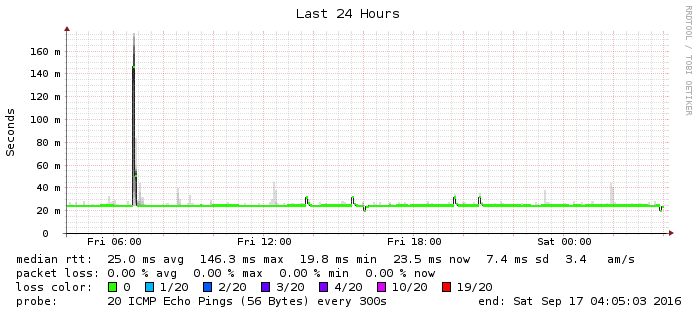 Last 24 Hours
RRDTOOL / TOBI OETIKER
Seconds
160 m
140 m
120 m
100 m
80 m
60 m
40 m
20 m
0
Fri 06:00 Fri 12:00 Fri 18:00 Sat 00:00
median rtt: 25.0 ms avg 146.3 ms max 19.8 ms min 23.5 ms now 7.4 ms sd 3.4 am/s
packet loss: 0.00 % avg 0.00 % max 0.00 % min 0.00 % now
loss color: 0 1/20 2/20 3/20 4/20 10/20 19/20
probe: 20 ICMP Echo Pings (56 Bytes) every 300s end: Sat Sep 17 04:05:03 2016